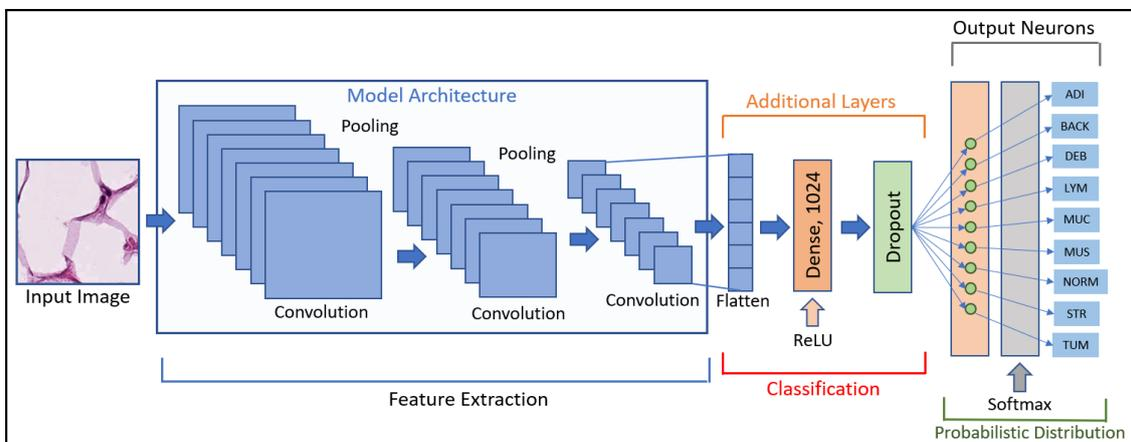 Output Neurons
Model Architecture
Additional Layers
Pooling
Pooling
Input Image
Convolution
Convolution
Convolution
Flatten
Dense, 1024
Dropout
ReLU
ADI
BACK
DEB
LYM
MUC
MUS
NORM
STR
TUM
Feature Extraction
Classification
Softmax
Probabilistic Distribution